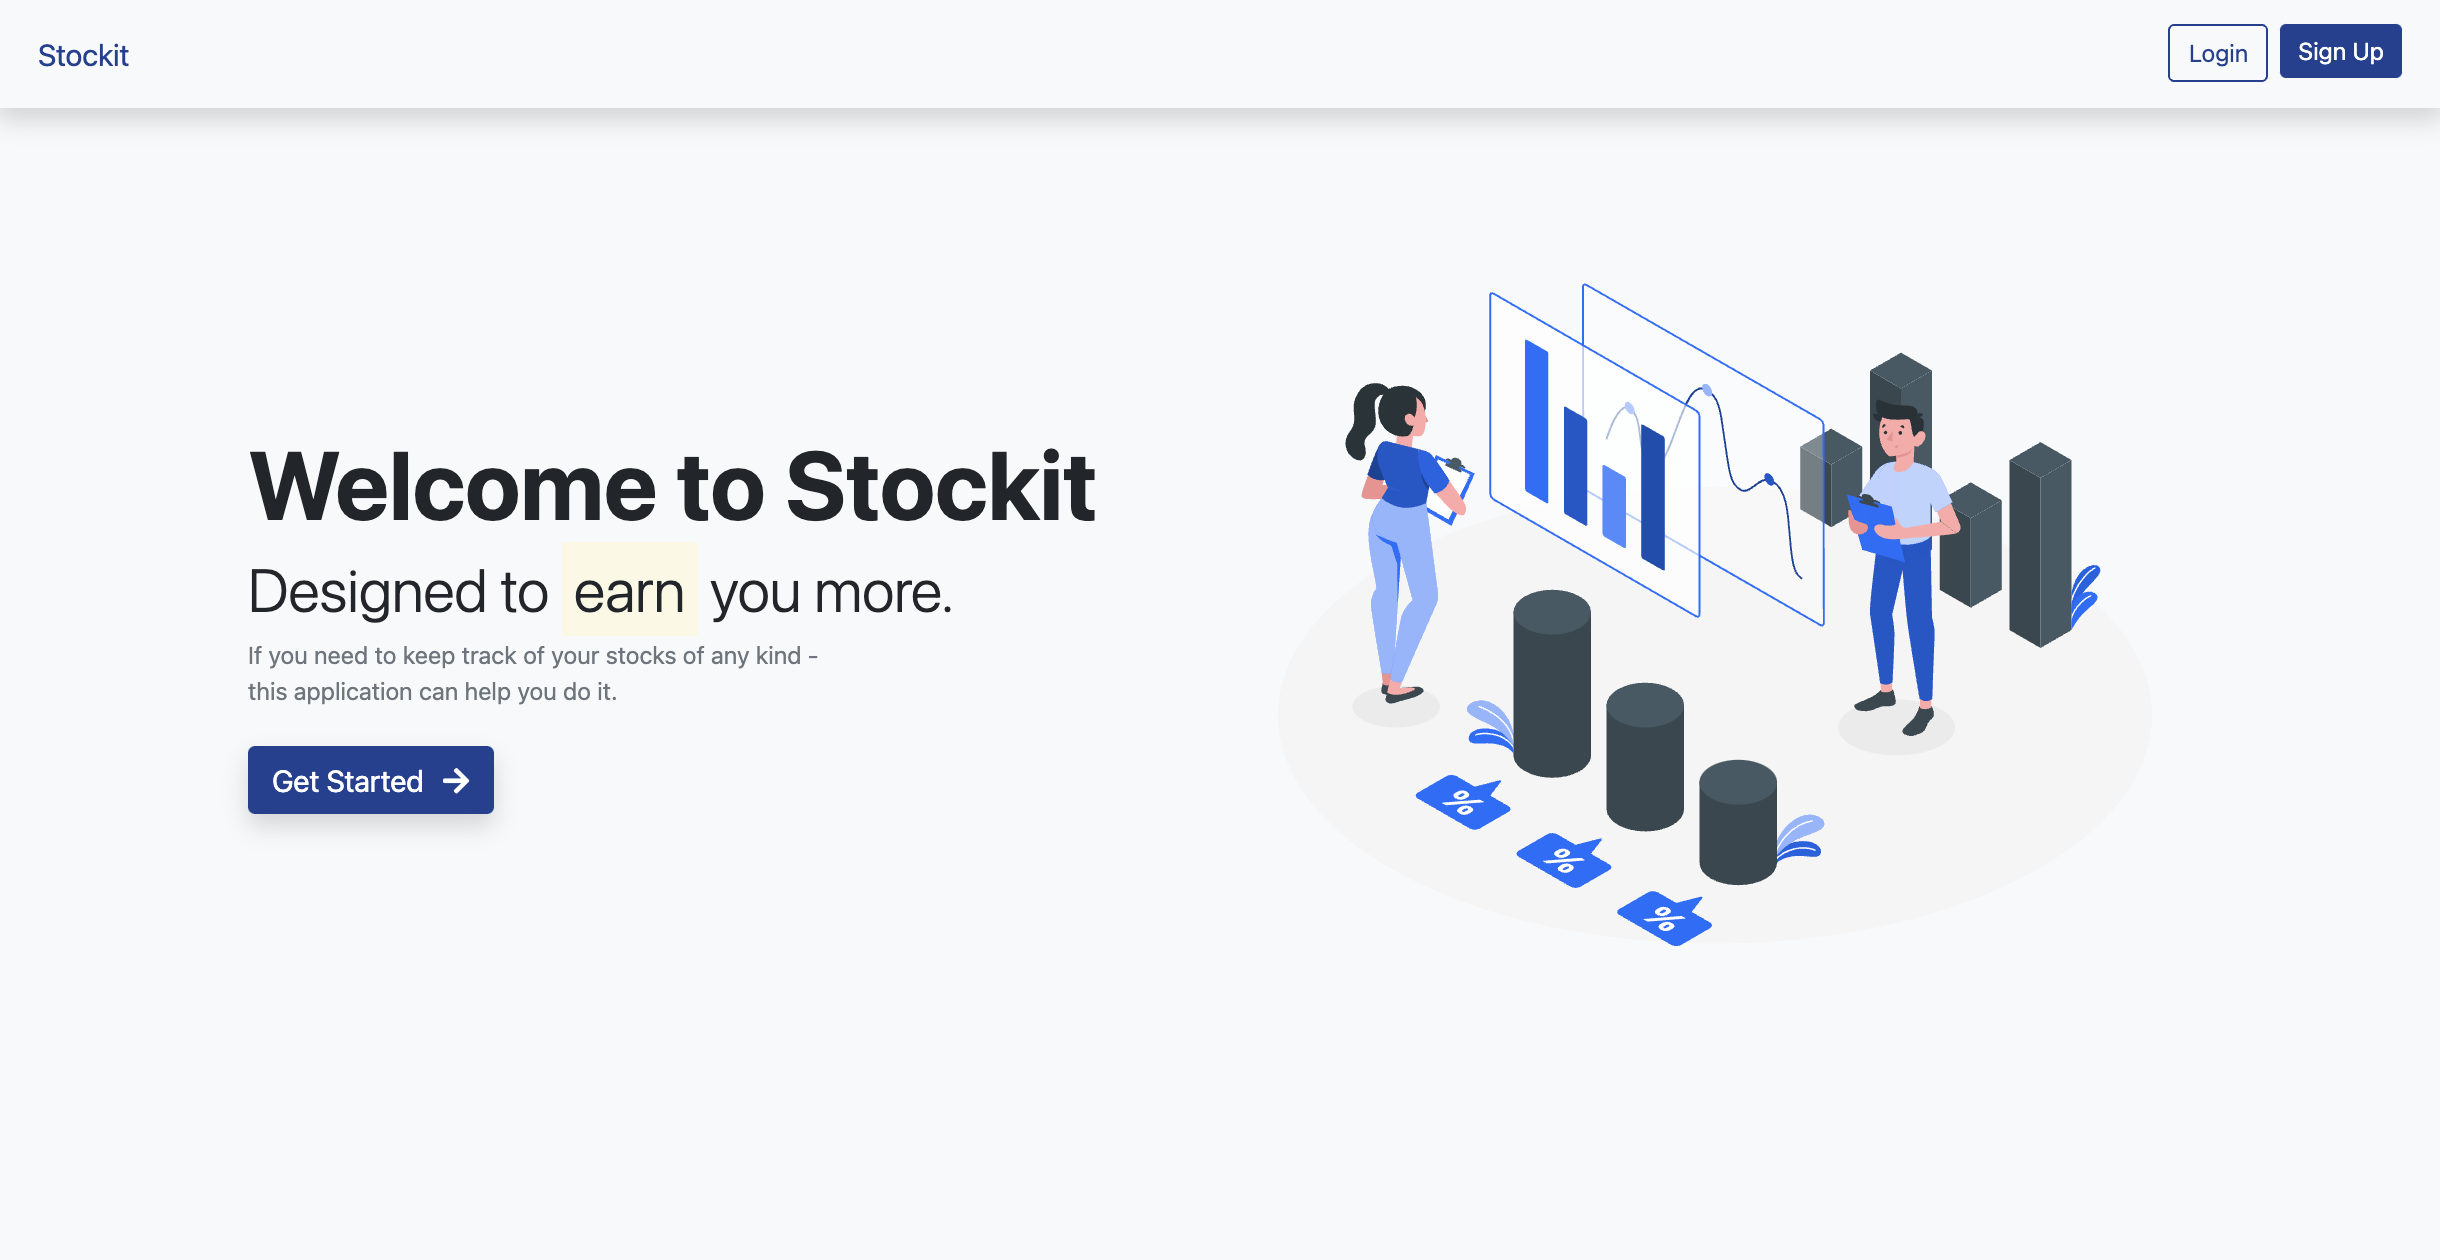 Stockit
Login
Sign Up
Welcome to Stockit
Designed to earn you more.
If you need to keep track of your stocks of any kind -
this application can help you do it.
Get Started
%
%
%